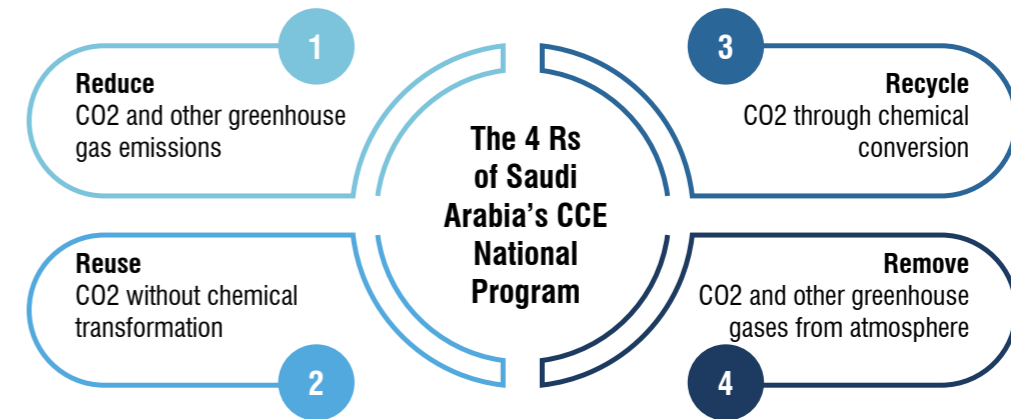 1
Reduce
CO2 and other greenhouse
gas emissions
Reuse
CO2 without chemical
transformation
2
The 4 Rs
of Saudi
Arabia's CCE
National
Program
3
Recycle
CO2 through chemical
conversion
Remove
CO2 and other greenhouse
gases from atmosphere
4